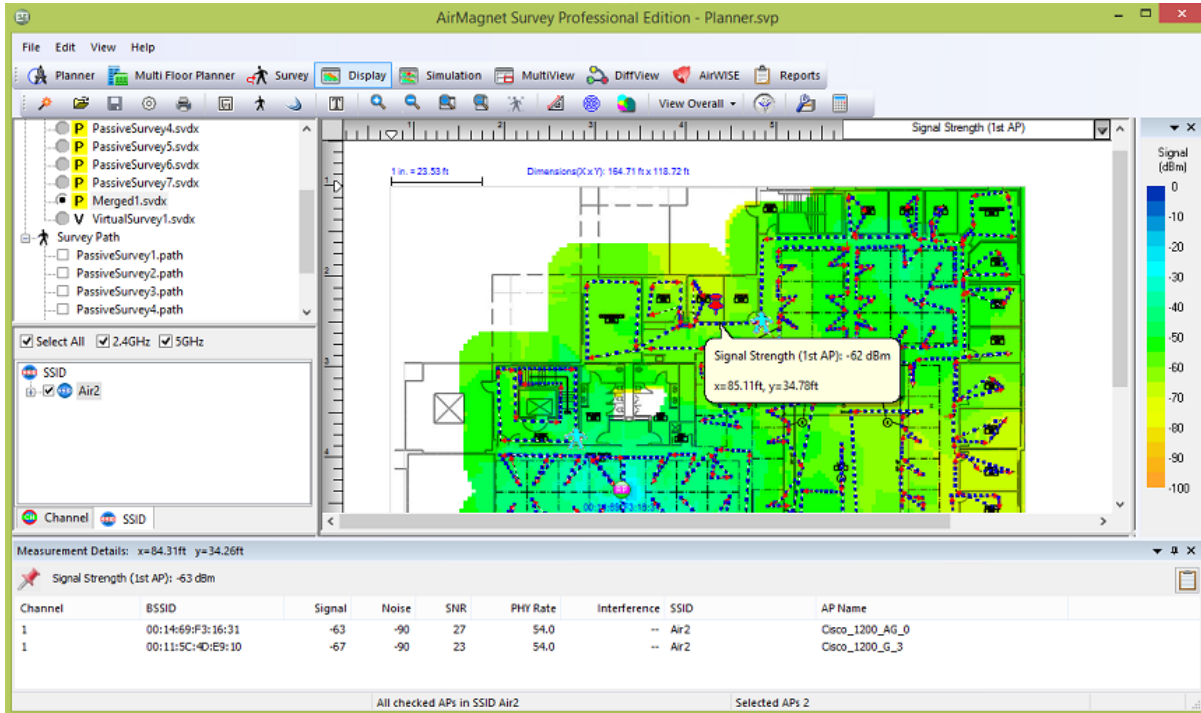 AirMagnet Survey Professional Edition - Planner.svp
File Edit View Help
Planner Multi Floor Planner Survey Display Simulation MultiView DiffView AirWISE Reports
View Overall
PassiveSurvey4.svdx
PassiveSurvey5.svdx
PassiveSurvey6.svdx
PassiveSurvey7.svdx
Merged1.svdx
VirtualSurvey1.svdx
Survey Path
PassiveSurvey1.path
PassiveSurvey2.path
PassiveSurvey3.path
PassiveSurvey4.path
Select All 2.4GHz 5GHz
SSID
Air2
Channel SSID
Signal Strength (1st AP)
1 in. = 23.53 ft Dimensions(X x Y): 164.71 ft x 118.72 ft
Signal Strength (1st AP): -62 dBm
x=85.11ft, y=34.78ft
Signal
(dBm)
0
-10
-20
-30
-40
-50
-60
-70
-80
-90
-100
Measurement Details: x=84.31ft y=34.26ft
Signal Strength (1st AP): -63 dBm
Channel BSSID Signal Noise SNR PHY Rate Interference SSID AP Name
1 00:14:69:F3:16:31 -63 -90 27 54.0 -- Air2 Cisco_1200_AG_0
1 00:11:5C:4D:E9:10 -67 -90 23 54.0 -- Air2 Cisco_1200_G_3
All checked APs in SSID Air2 Selected APs 2